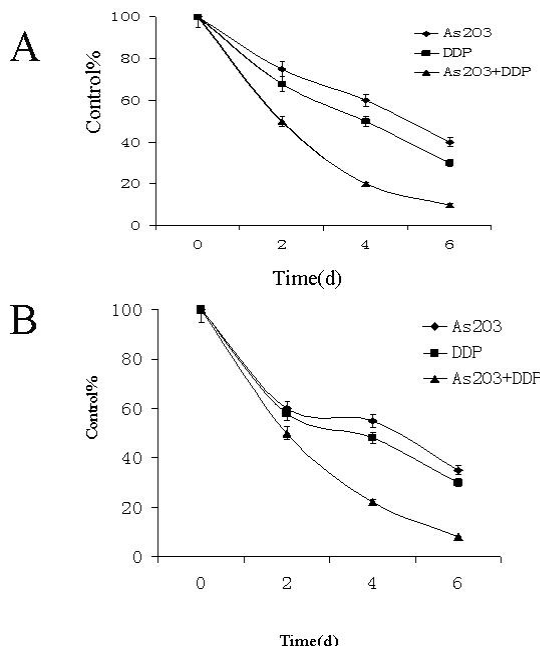 A
Control%
100
80
60
40
20
0
0 2 4 6
Time(d)
As2O3
DDP
As2O3+DDP
B
Control%
100
80
60
40
20
0
0 2 4 6
Time(d)
As2O3
DDP
As2O3+DDP